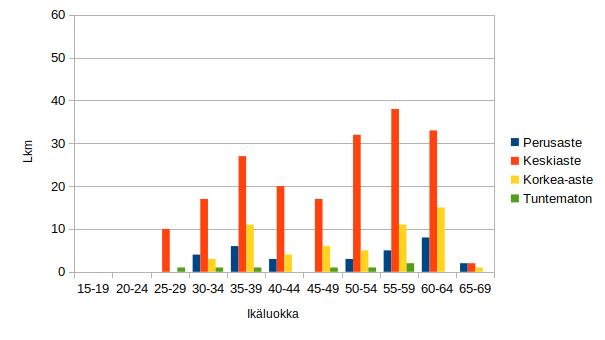 60
50
40
30
20
10
0
Lkm
15-19 20-24 25-29 30-34 35-39 40-44 45-49 50-54 55-59 60-64 65-69
Ikäluokka
Perusaste
Keskiaste
Korkea-aste
Tuntematon